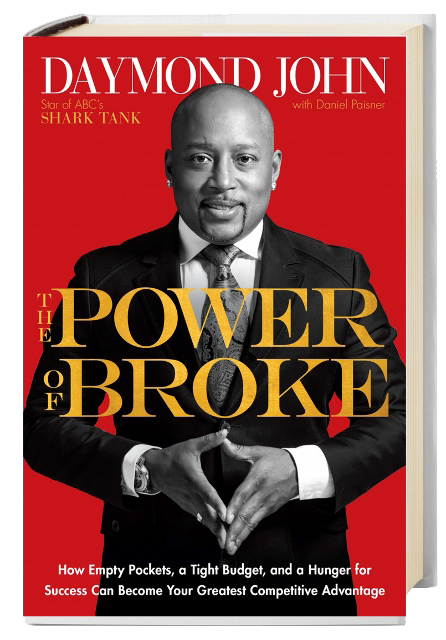 DAYMOND JOHN
Star of ABC's
SHARK TANK
with Daniel Paisner
THE POWER
OF BROKE
How Empty Pockets, a Tight Budget, and a Hunger for
Success Can Become Your Greatest Competitive Advantage